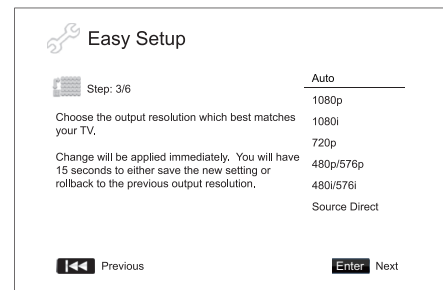 Easy Setup
Step: 3/6
Choose the output resolution which best matches
your TV.
Change will be applied immediately. You will have
15 seconds to either save the new setting or
rollback to the previous output resolution.
Auto
1080p
1080i
720p
480p/576p
480i/576i
Source Direct
Previous
Enter Next